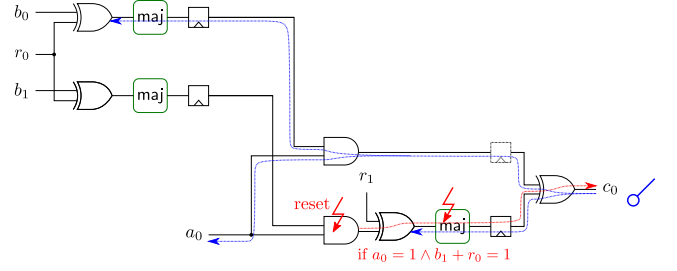 b₀ maj
r₀
b₁ maj
r₁
c₀
reset
a₀ maj
if a₀ = 1 ∧ b₁ + r₀ = 1